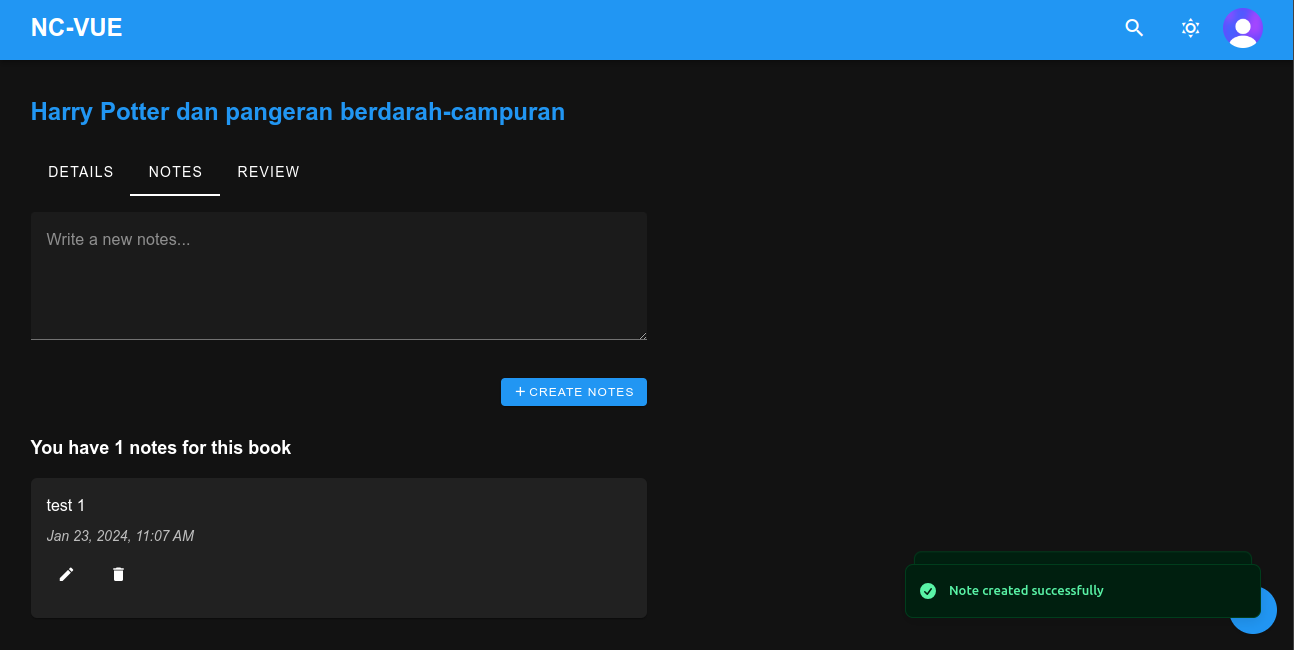 NC-VUE
Harry Potter dan pangeran berdarah-campuran
DETAILS NOTES REVIEW
Write a new notes...
+ CREATE NOTES
You have 1 notes for this book
test 1
Jan 23, 2024, 11:07 AM
Note created successfully